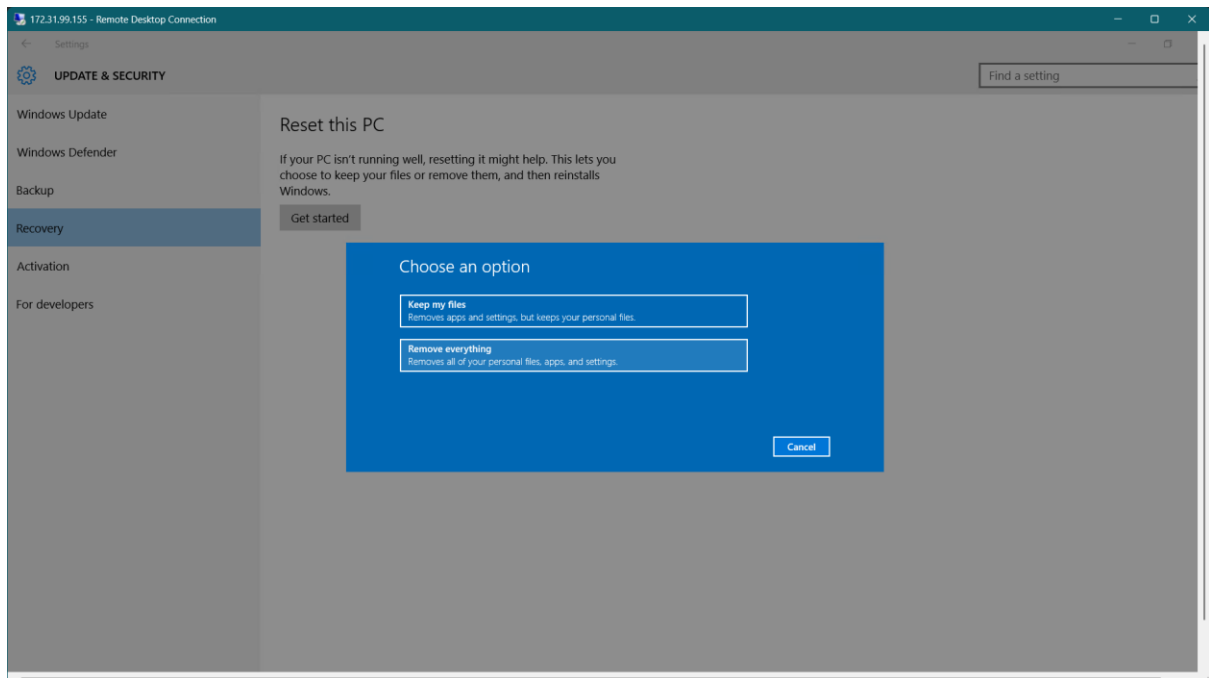 172.31.99.155 - Remote Desktop Connection
Settings
UPDATE & SECURITY
Find a setting
Windows Update
Windows Defender
Backup
Recovery
Activation
For developers
Reset this PC
If your PC isn't running well, resetting it might help. This lets you
choose to keep your files or remove them, and then reinstalls
Windows.
Get started
Choose an option
Keep my files
Removes apps and settings, but keeps your personal files.
Remove everything
Removes all of your personal files, apps, and settings.
Cancel